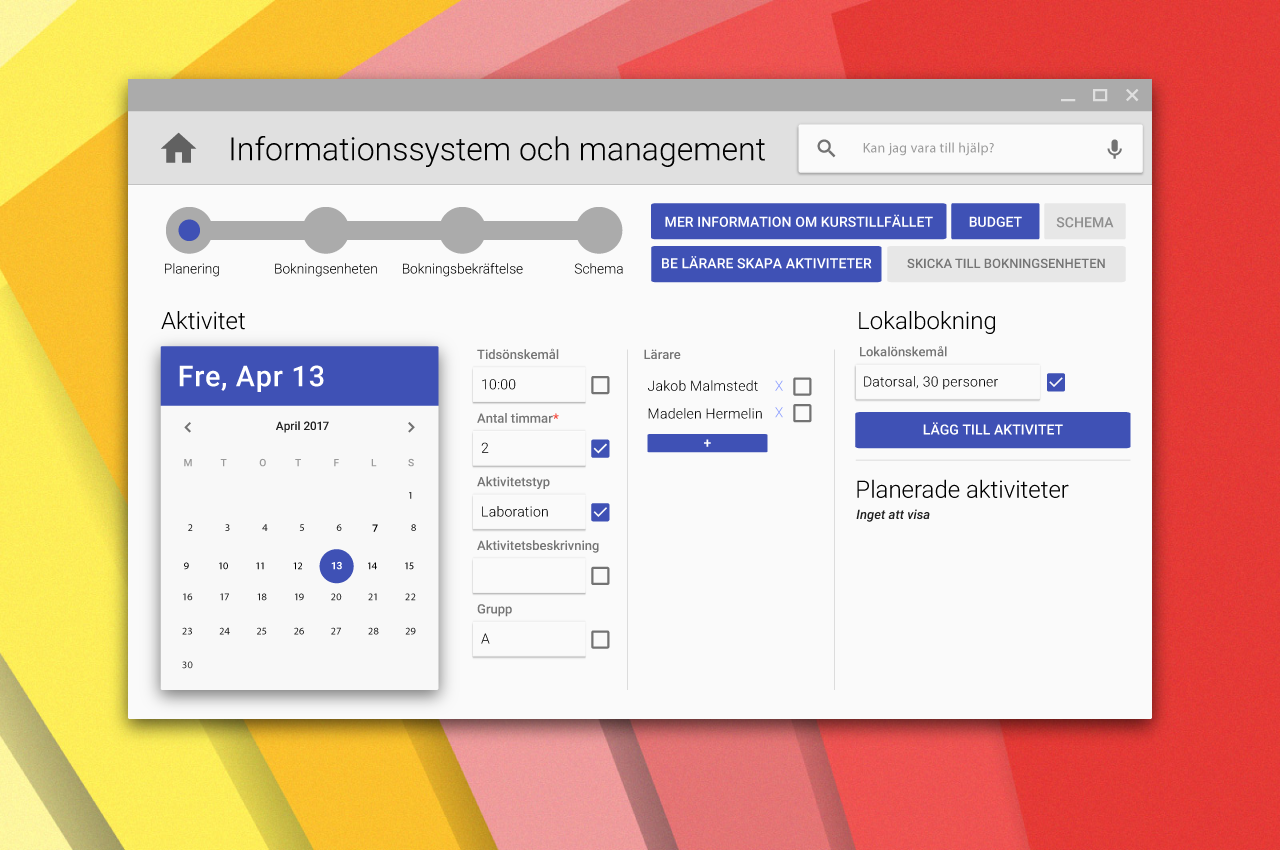 Informationssystem och management
Kan jag vara till hjälp?
Planering
Bokningsenheten
Bokningsbekräftelse
Schema
MER INFORMATION OM KURSTILLFÄLLET
BUDGET
SCHEMA
BE LÄRARE SKAPA AKTIVITETER
SKICKA TILL BOKNINGSENHETEN
Aktivitet
Fre, Apr 13
April 2017
M T O T F L S
1
2 3 4 5 6 7 8
9 10 11 12 13 14 15
16 17 18 19 20 21 22
23 24 25 26 27 28 29
30
Tidsönskemål
10:00
Antal timmar*
2
Aktivitetstyp
Laboration
Aktivitetsbeskrivning
Grupp
A
Lärare
Jakob Malmstedt X
Madelen Hermelin X
+
Lokalbokning
Lokalönskemål
Datorsal, 30 personer
LÄGG TILL AKTIVITET
Planerade aktiviteter
Inget att visa